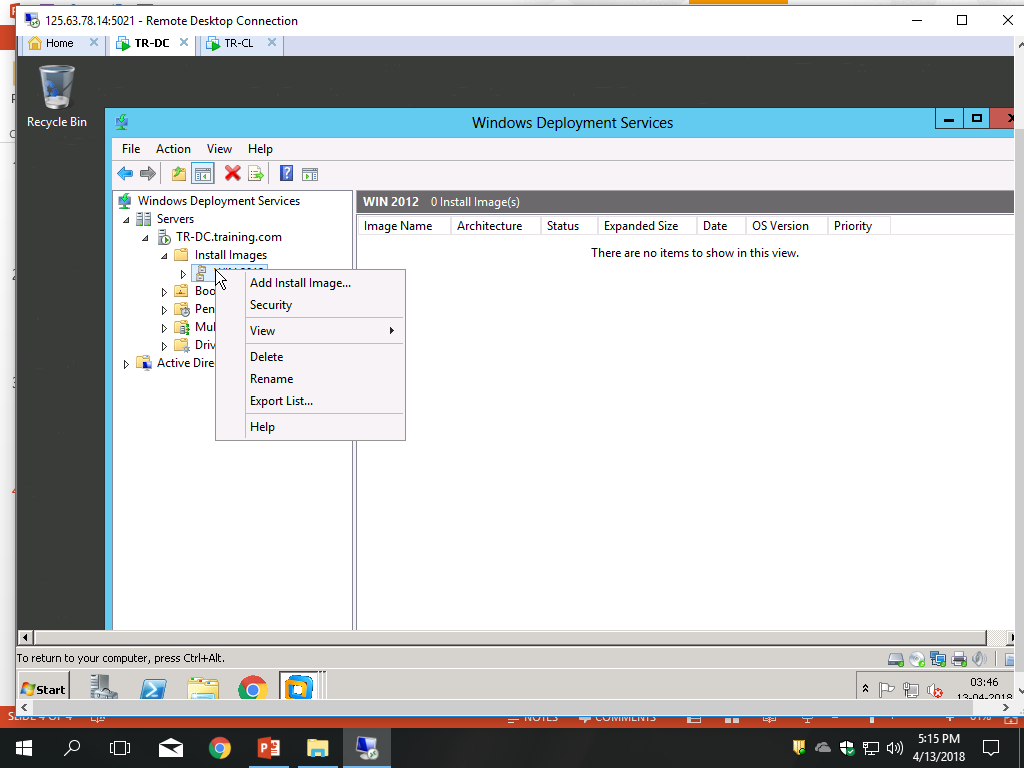 125.63.78.14:5021 - Remote Desktop Connection
Home TR-DC TR-CL
Recycle Bin
Windows Deployment Services
File Action View Help
Windows Deployment Services
Servers
TR-DC.training.com
Install Images
Boo
Pen
Mul
Driv
Active Dire
WIN 2012 0 Install Image(s)
Image Name Architecture Status Expanded Size Date OS Version Priority
There are no items to show in this view.
Add Install Image...
Security
View
Delete
Rename
Export List...
Help
To return to your computer, press Ctrl+Alt.
Start
03:46
13-04-2018
SLIDE 4 OF 4 NOTES COMMENTS 61%
5:15 PM
4/13/2018